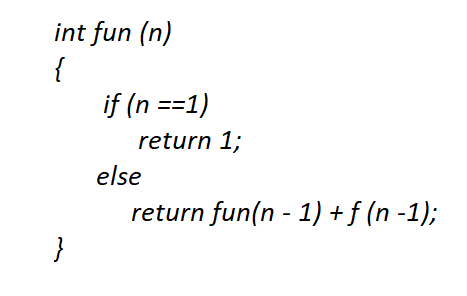 int fun (n)
{
if (n ==1)
return 1;
else
return fun(n - 1) + f (n -1);
}